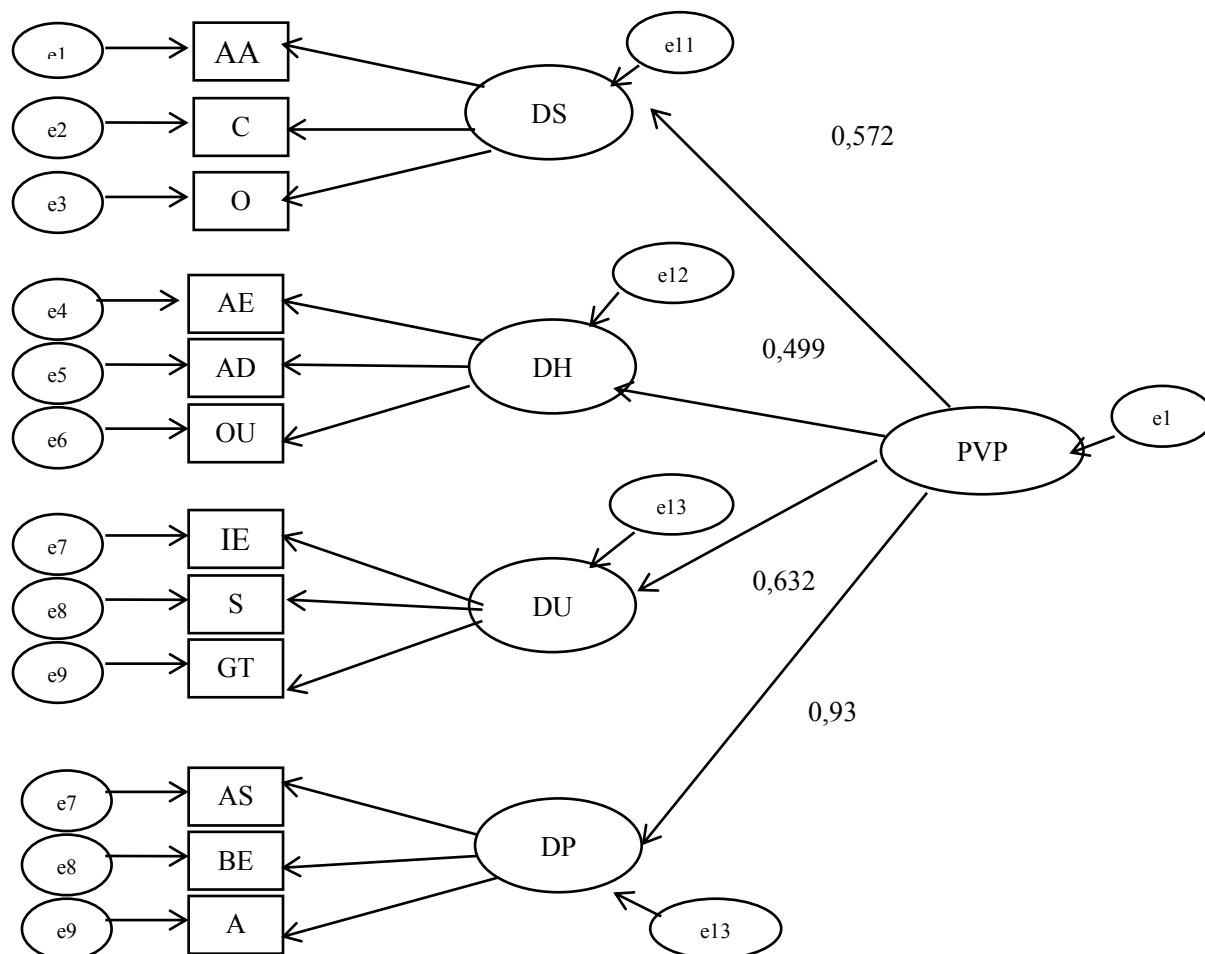 e1
AA
e11
DS
e2
C
0,572
e3
O
e12
e4
AE
0,499
DH
e5
AD
e1
e6
OU
PVP
e13
e7
IE
0,632
e8
S
DU
e9
GT
0,93
e7
AS
DP
e8
BE
e9
A
e13